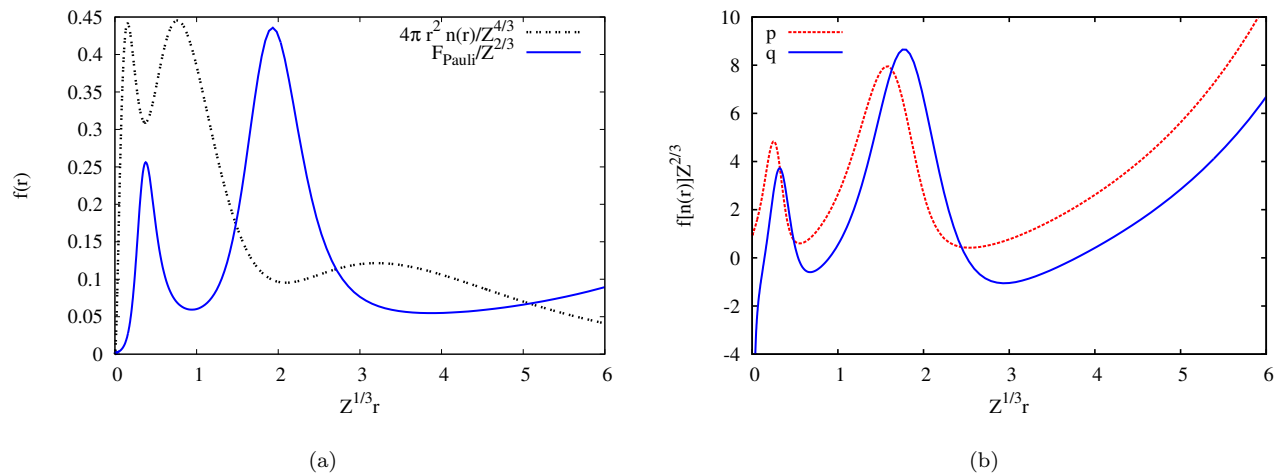 0.45
0.4
0.35
0.3
0.25
0.2
0.15
0.1
0.05
0
f(r)
4π r² n(r)/Z^{4/3}
F_{Pauli}/Z^{2/3}
0 1 2 3 4 5 6
Z^{1/3}r
(a)
10
8
6
4
2
0
-2
-4
f[n(r)]Z^{2/3}
p
q
0 1 2 3 4 5 6
Z^{1/3}r
(b)